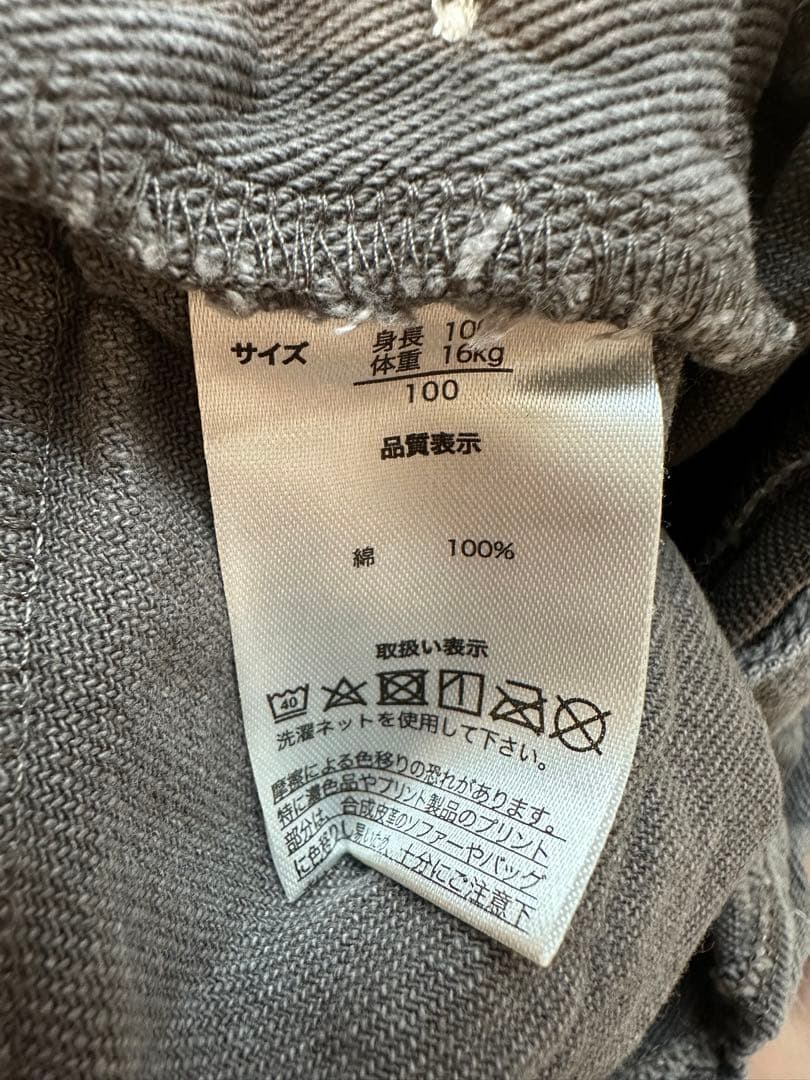 サイズ
身長 10
体重 16kg
100
品質表示
綿 100%
取扱い表示
40
洗濯ネットを使用して下さい。
摩擦による色移りの恐れがあります。
特に濃色品やプリント製品のプリント
部分は、合成皮革のソファーやバッグ
に色移りし易いため、十分にご注意下